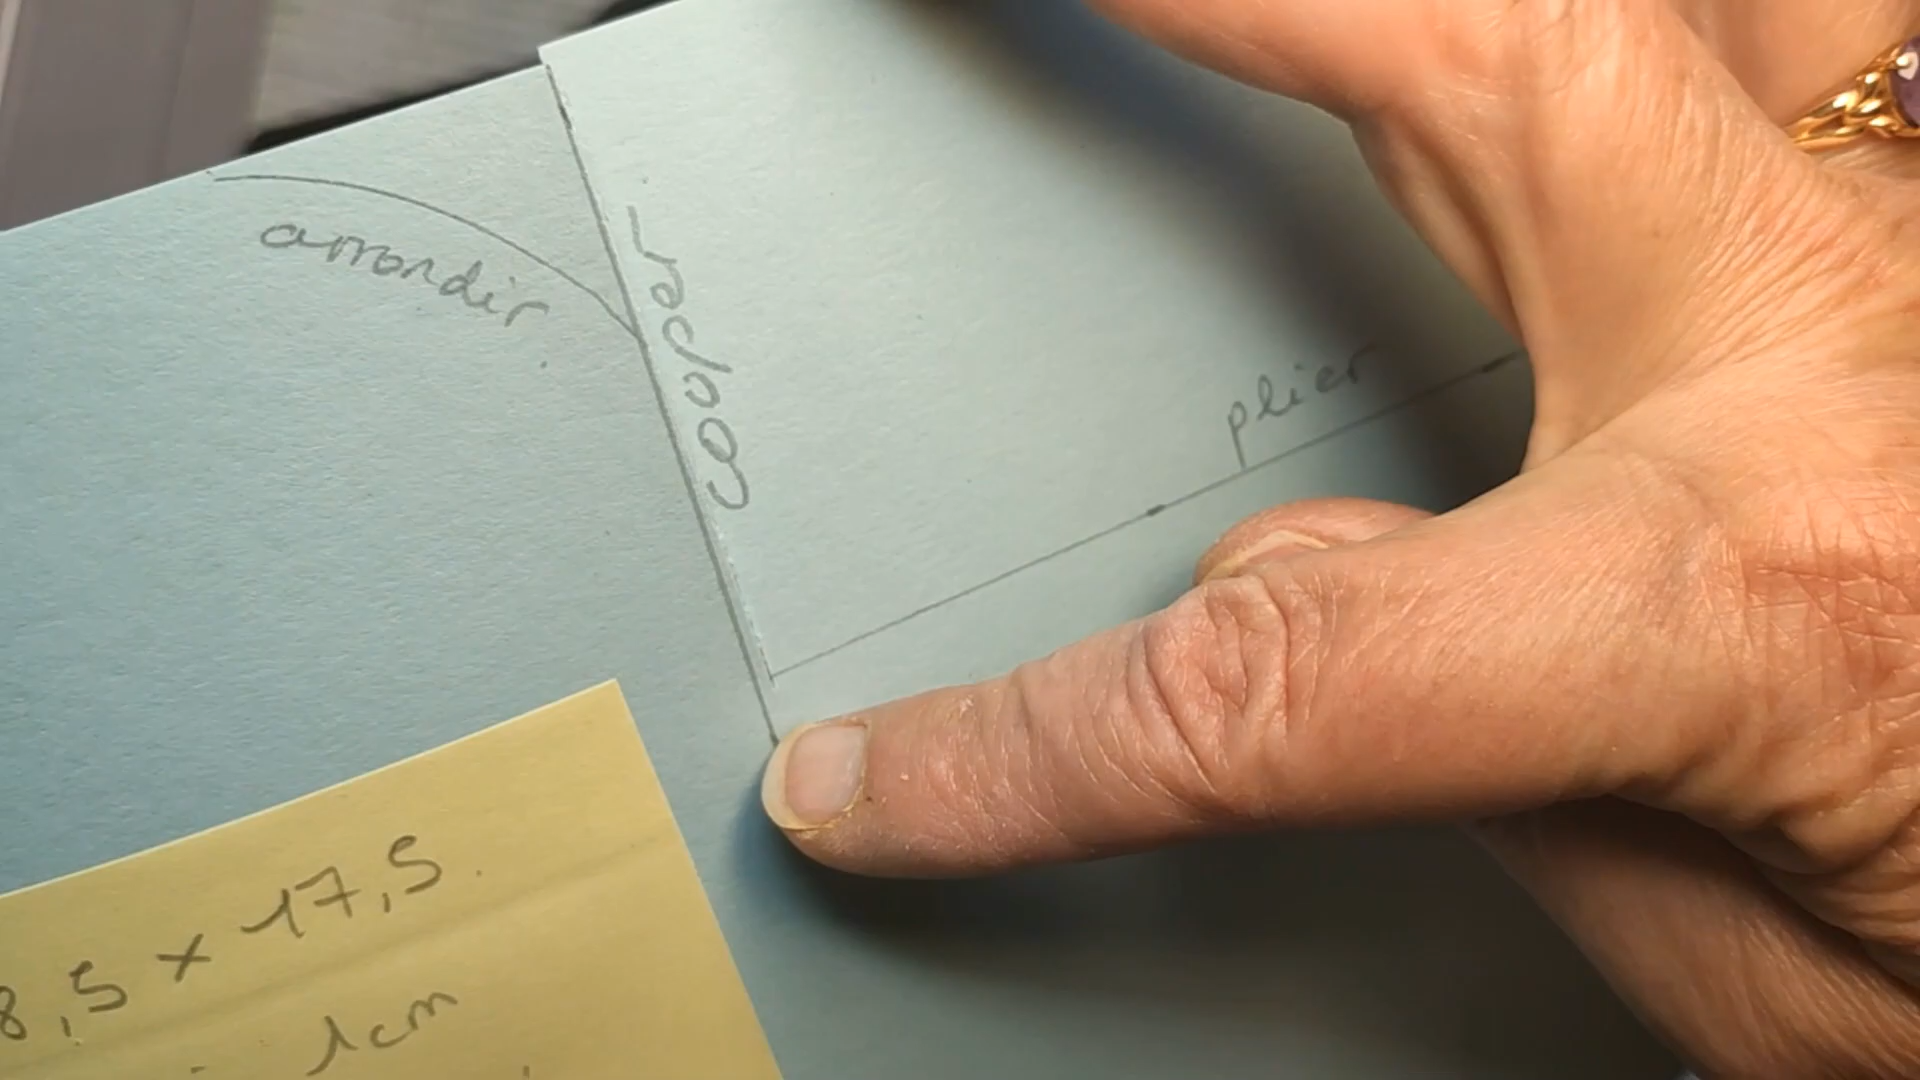 arrondir.
couper
plier
8,5 x 17,5.
1cm